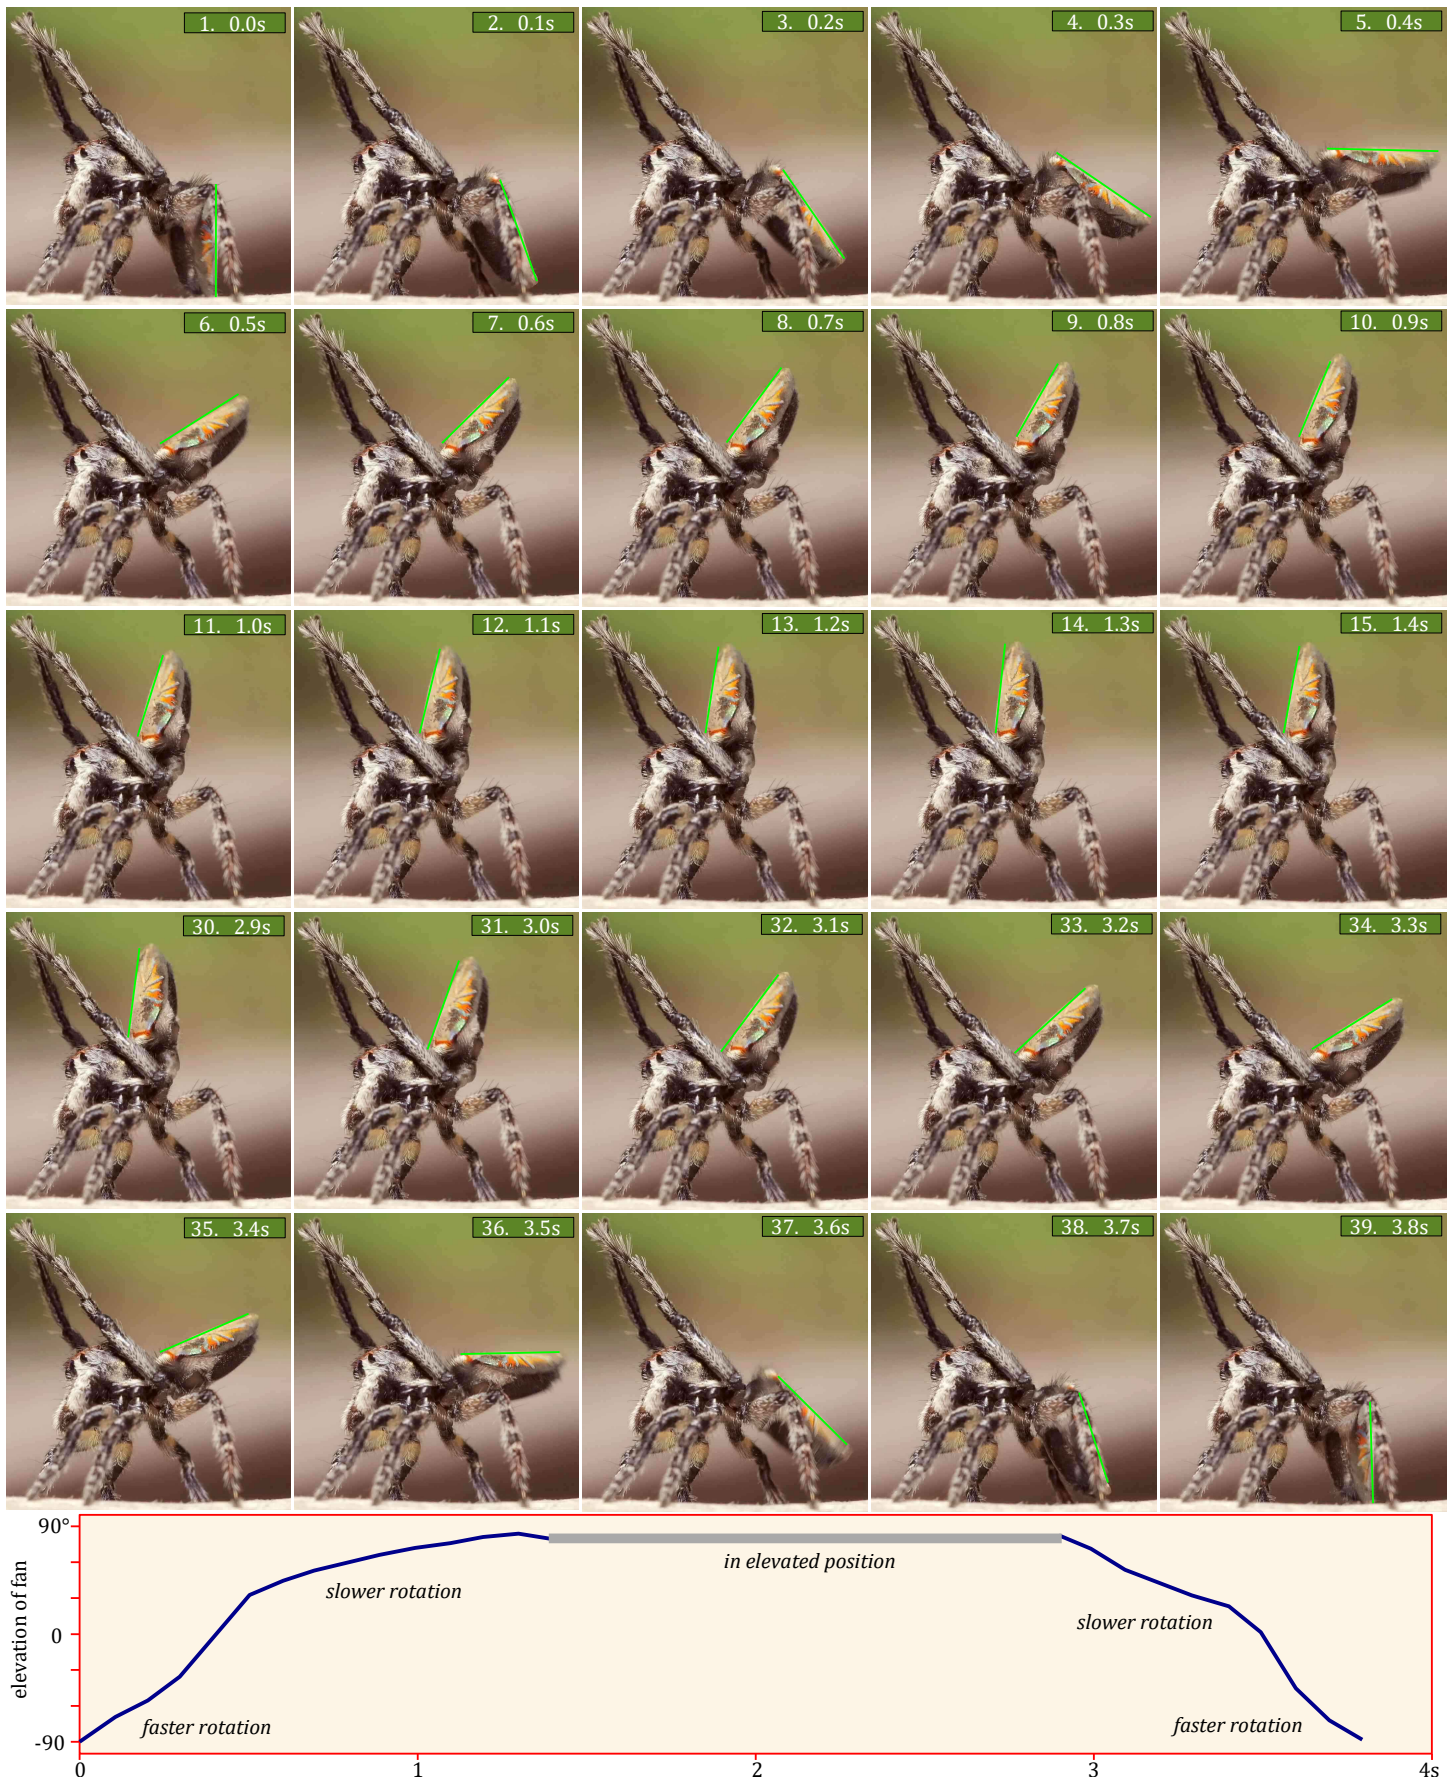 1. 0.0s
2. 0.1s
3. 0.2s
4. 0.3s
5. 0.4s
6. 0.5s
7. 0.6s
8. 0.7s
9. 0.8s
10. 0.9s
11. 1.0s
12. 1.1s
13. 1.2s
14. 1.3s
15. 1.4s
30. 2.9s
31. 3.0s
32. 3.1s
33. 3.2s
34. 3.3s
35. 3.4s
36. 3.5s
37. 3.6s
38. 3.7s
39. 3.8s
90°
0
-90
elevation of fan
in elevated position
slower rotation
slower rotation
faster rotation
faster rotation
0
1
2
3
4s